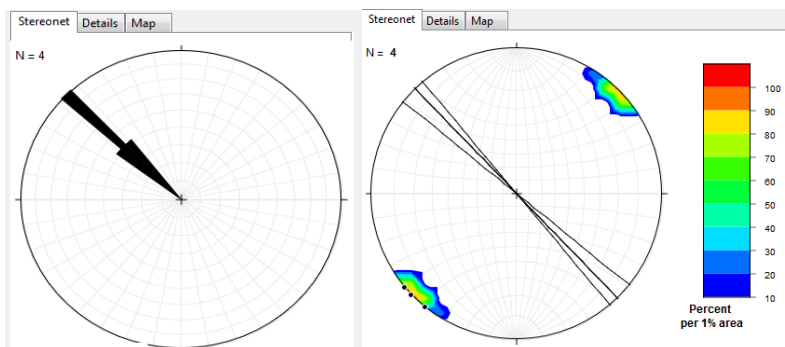 Stereonet Details Map
N = 4
Stereonet Details Map
N = 4
100
90
80
70
60
50
40
30
20
10
Percent
per 1% area